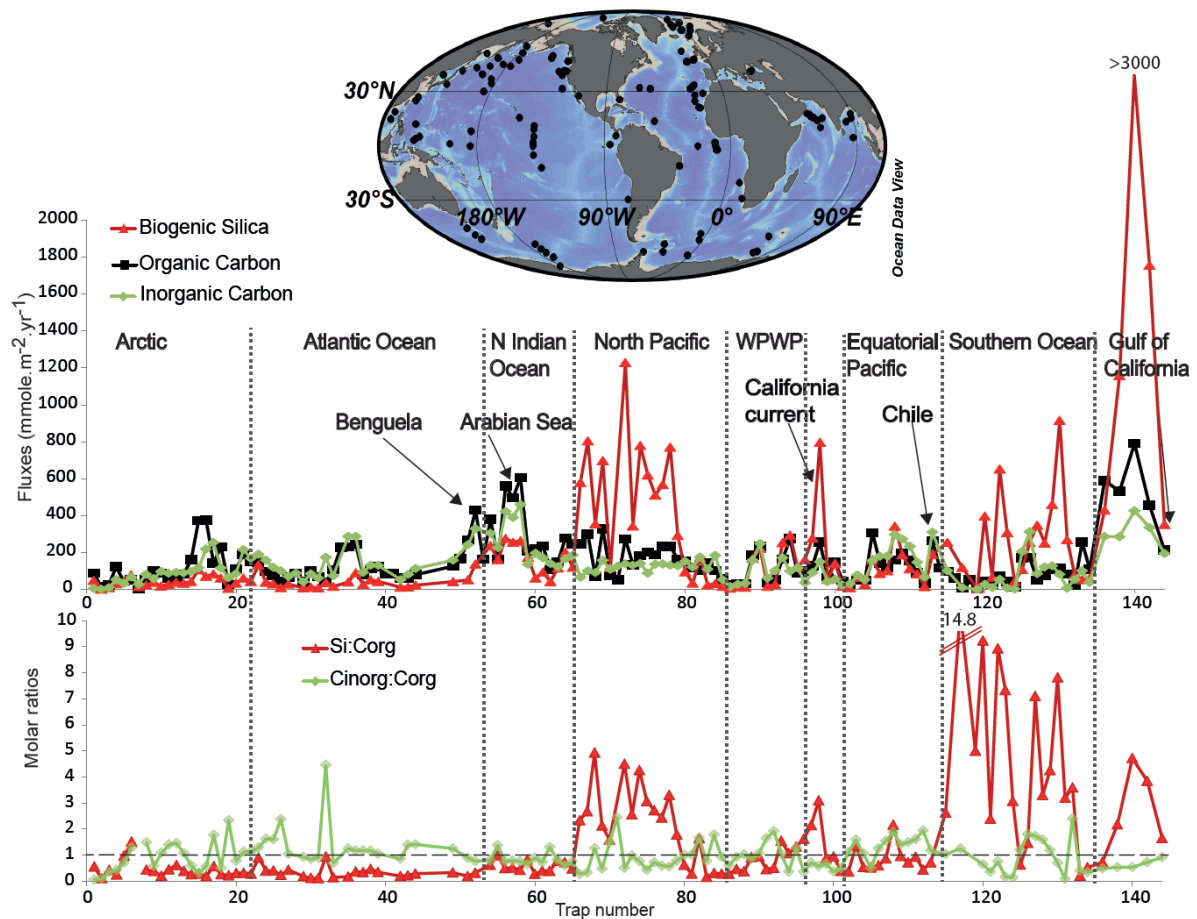 >3000
30°N
30°S
180°W
90°W
0°
90°E
Ocean Data View
2000
1800
1600
1400
1200
1000
800
600
400
200
0
Fluxes (mmole.m-2.yr-1)
Biogenic Silica
Organic Carbon
Inorganic Carbon
Arctic
Atlantic Ocean
N Indian
Ocean
North Pacific
WPWP
Equatorial
Pacific
Southern Ocean
Gulf of
California
Benguela
Arabian Sea
California
current
Chile
0
20
40
60
80
100
120
140
10
9
8
7
6
5
4
3
2
1
0
Molar ratios
Si:Corg
Cinorg:Corg
14.8
0
20
40
60
80
100
120
140
Trap number